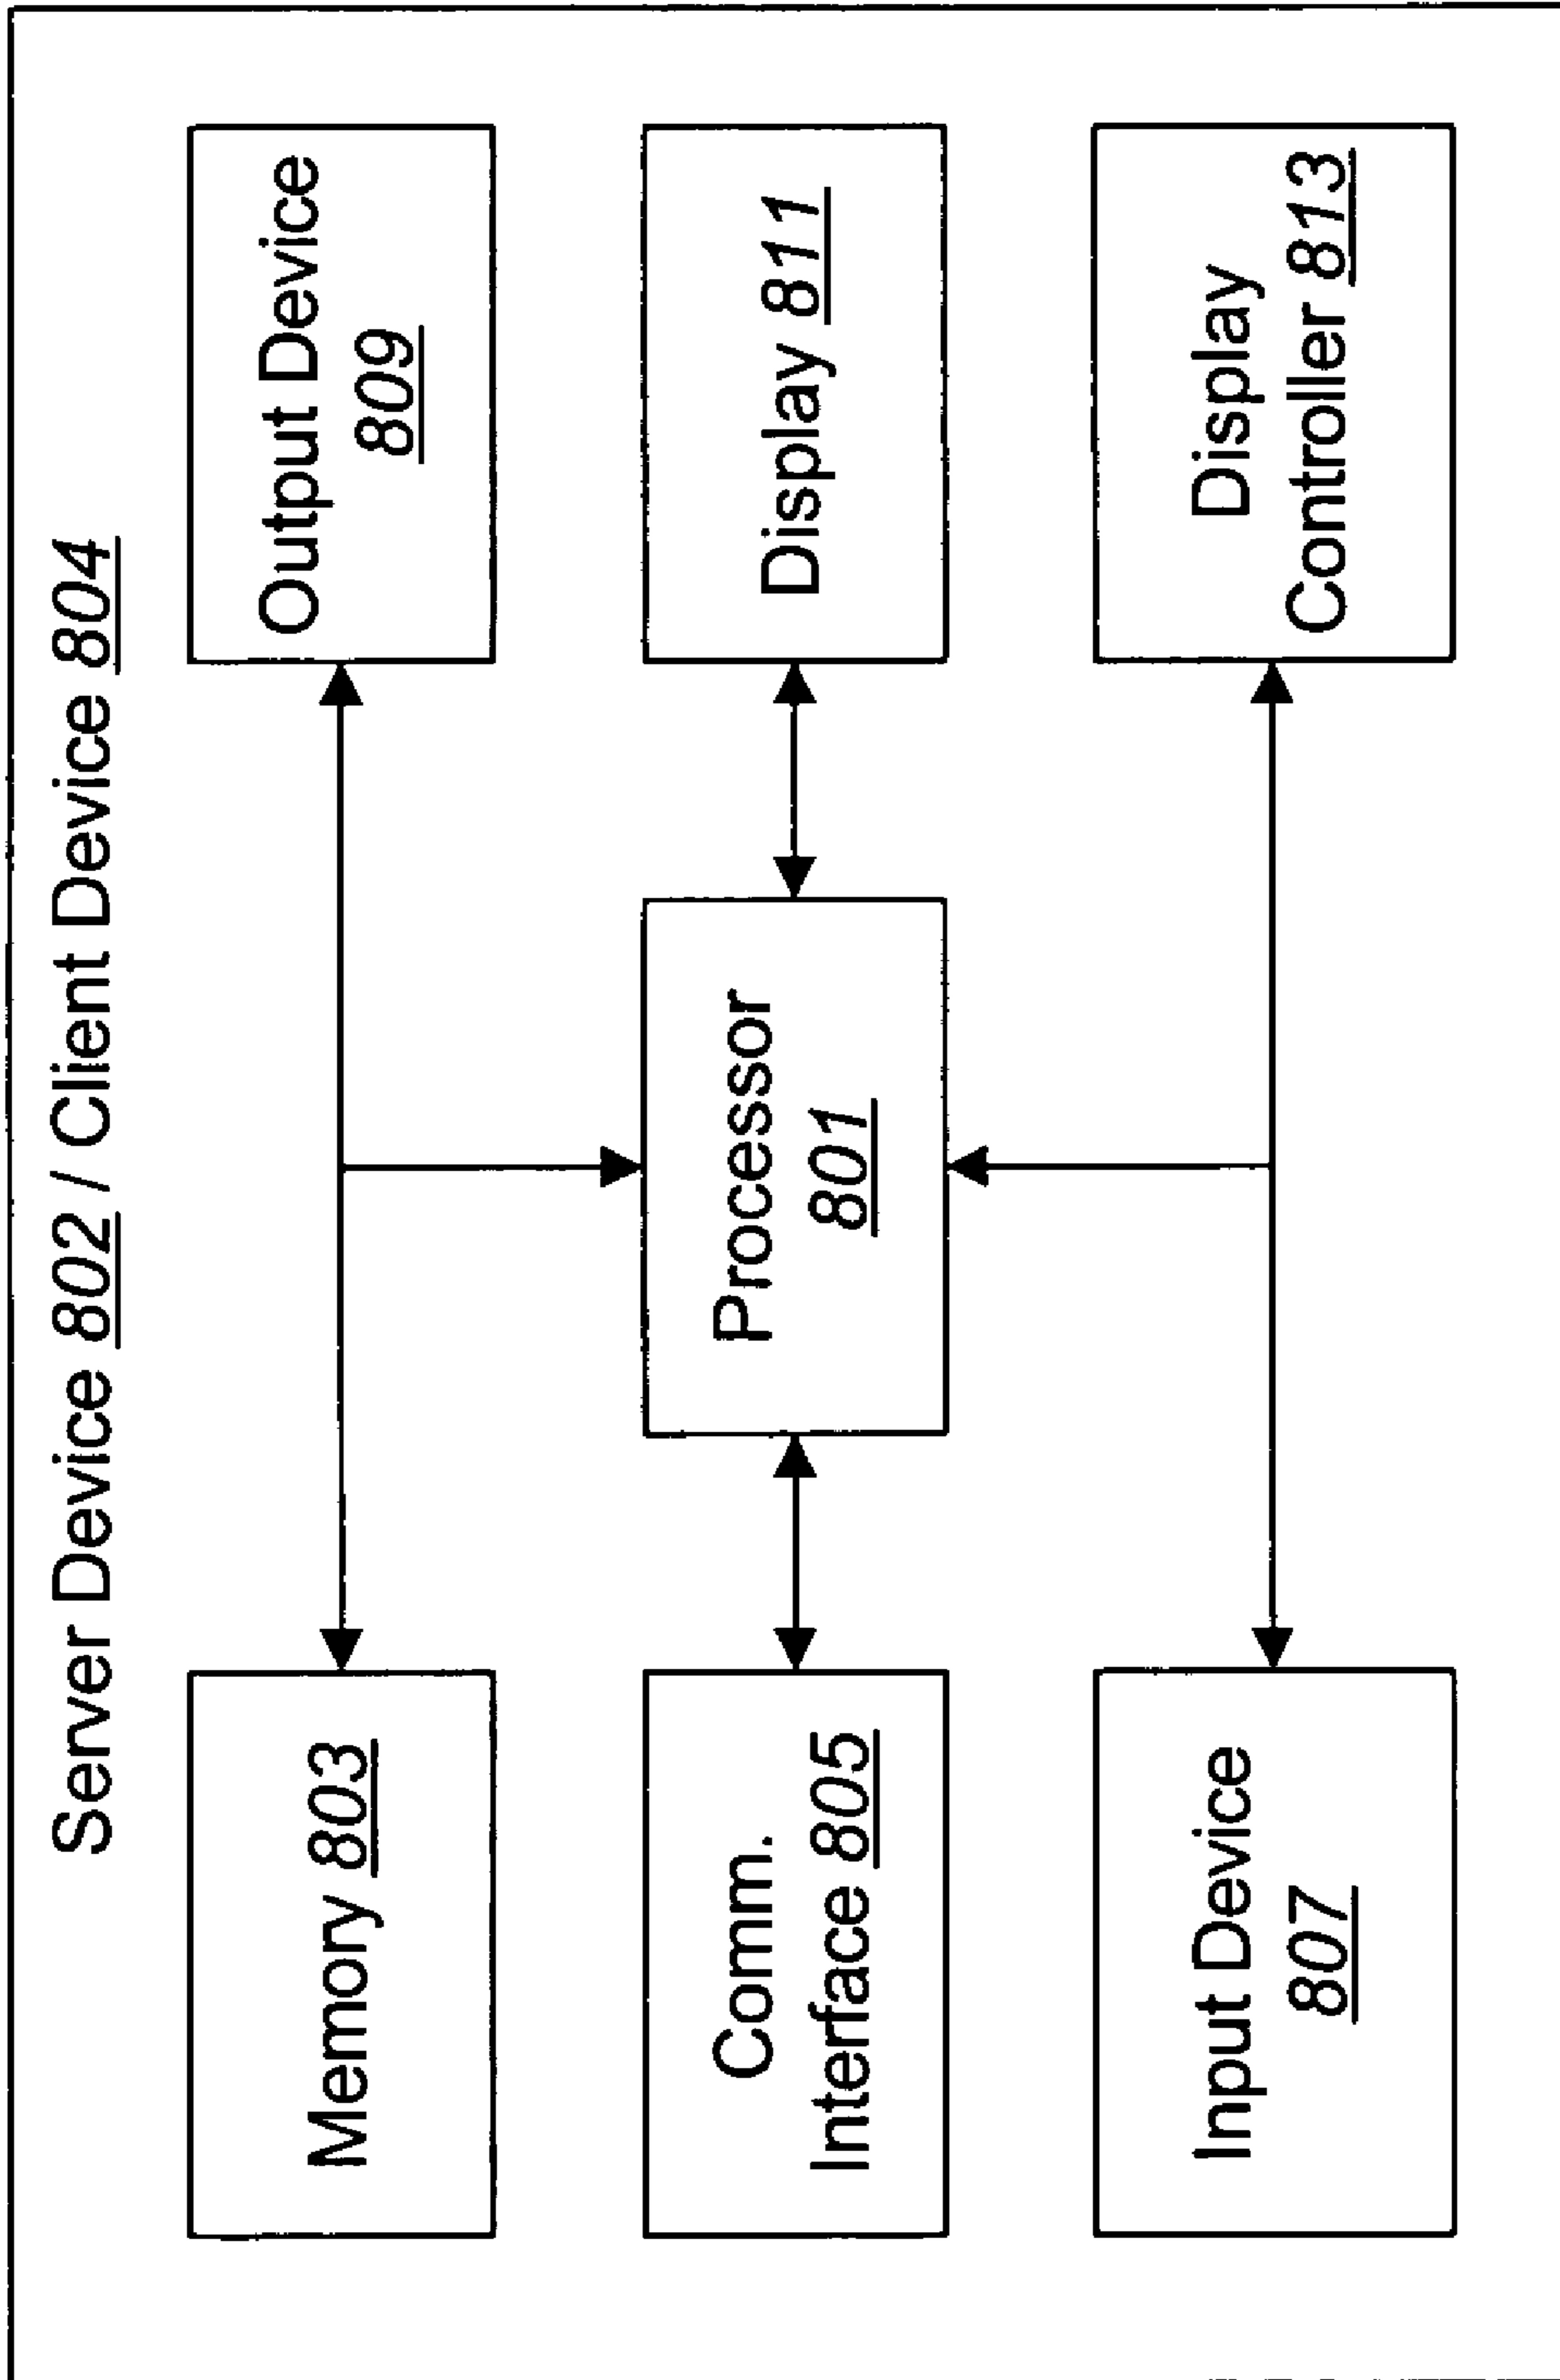 Server Device 802 / Client Device 804
Memory 803
Output Device
809
Comm.
Interface 805
Processor
801
Display 811
Input Device
807
Display
Controller 813